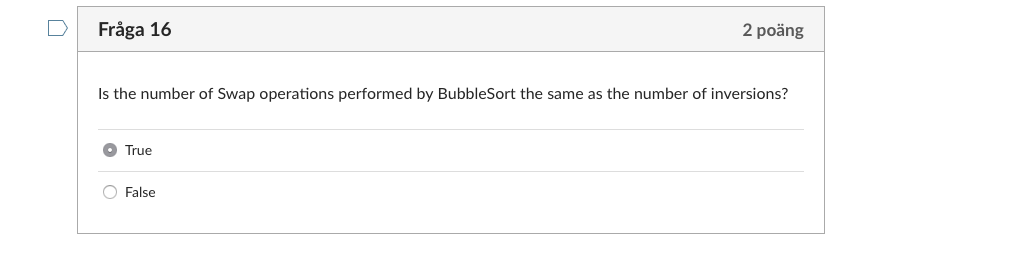 Fråga 16
2 poäng
Is the number of Swap operations performed by BubbleSort the same as the number of inversions?
True
False